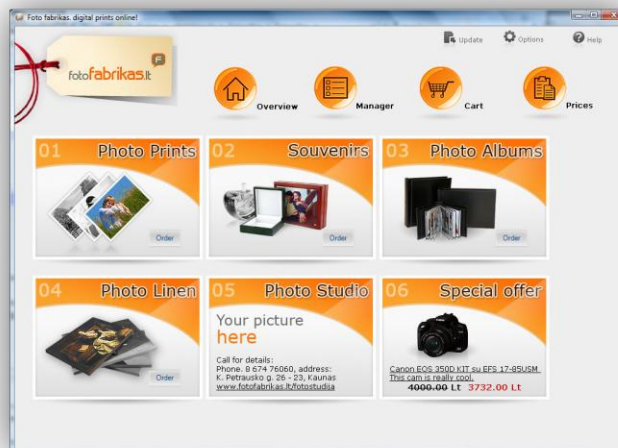 Foto fabrikas. digital prints online!
Update
Options
Help
F
fotofabrikas.lt
Overview
Manager
Cart
Prices
01 Photo Prints
Order
02 Souvenirs
Order
03 Photo Albums
Order
04 Photo Linen
Order
05 Photo Studio
Your picture
here
Call for details:
Phone. 8 674 76060, address:
K. Petrausko g. 26 - 23, Kaunas
www.fotofabrikas.lt/fotostudija
06 Special offer
Canon EOS 350D KIT su EFS 17-85USM
This cam is really cool.
4000.00 Lt 3732.00 Lt